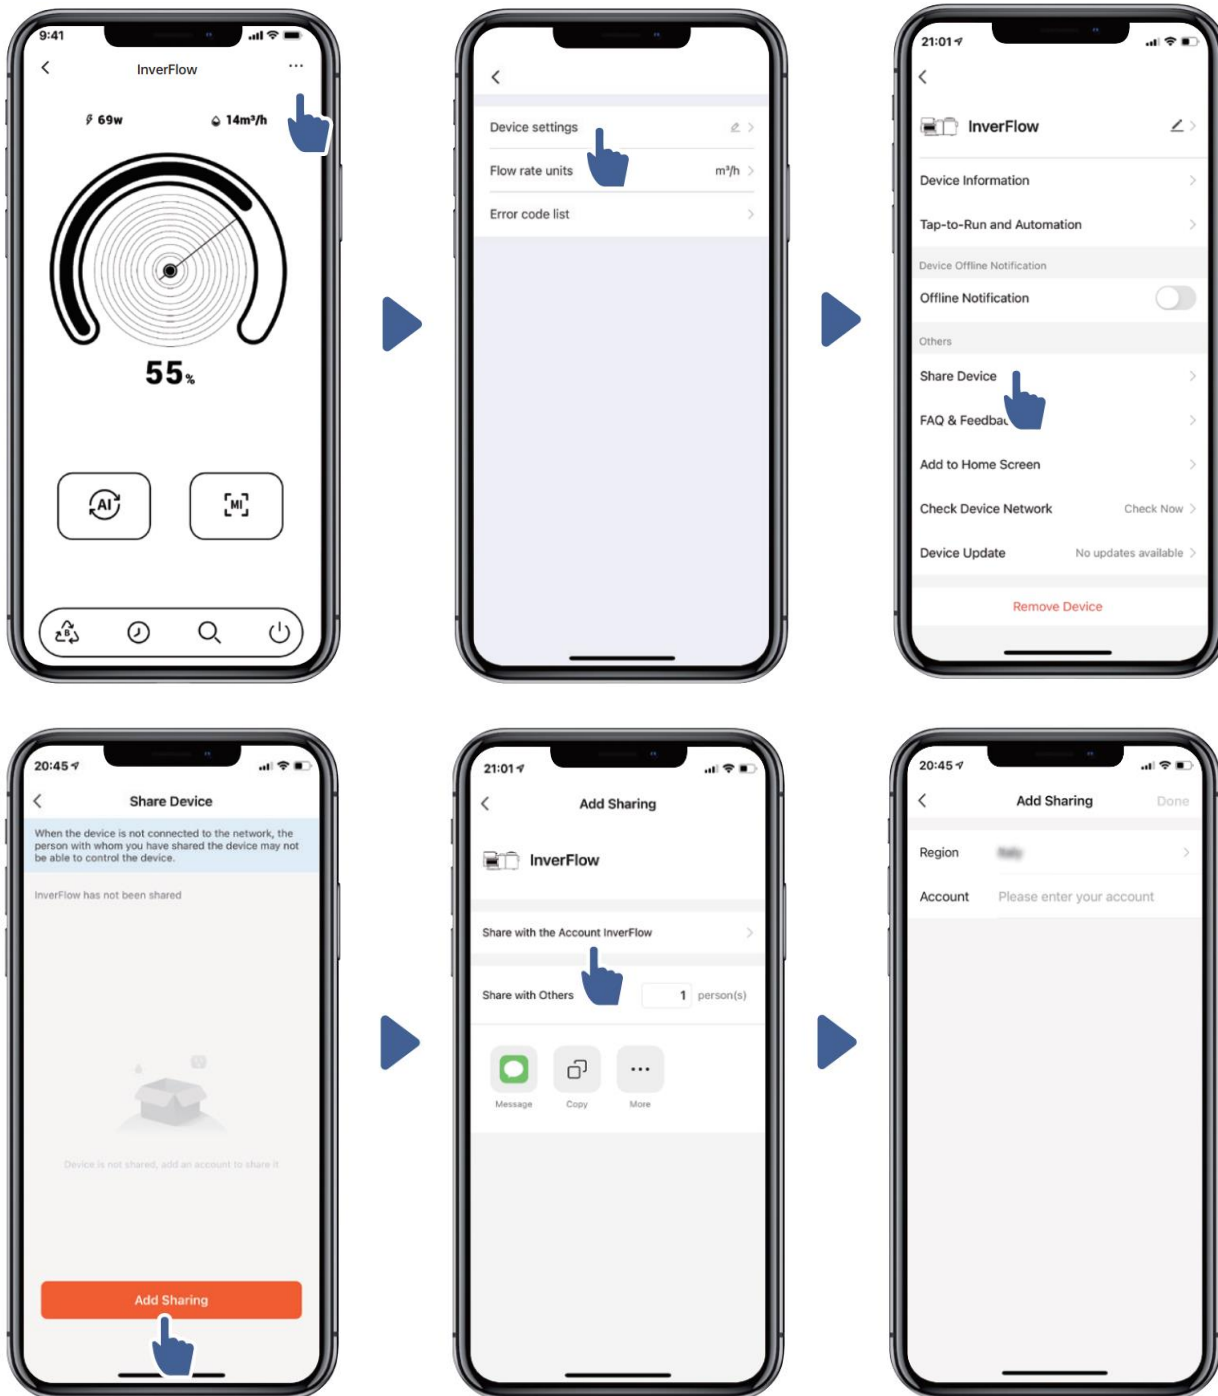 9:41
InverFlow
69w
14m³/h
55%
AI
MI
B
Device settings
Flow rate units m³/h
Error code list
21:01
InverFlow
Device Information
Tap-to-Run and Automation
Device Offline Notification
Offline Notification
Others
Share Device
FAQ & Feedbac
Add to Home Screen
Check Device Network Check Now
Device Update No updates available
Remove Device
20:45
Share Device
When the device is not connected to the network, the
person with whom you have shared the device may not
be able to control the device.
InverFlow has not been shared
Device is not shared, add an account to share it
Add Sharing
21:01
Add Sharing
InverFlow
Share with the Account InverFlow
Share with Others 1 person(s)
Message Copy More
20:45
Add Sharing Done
Region
Account Please enter your account